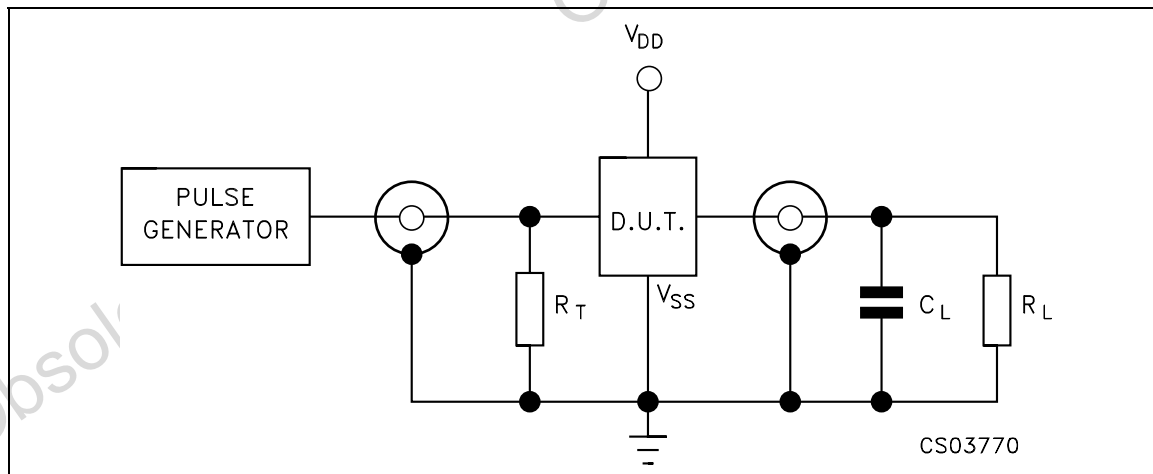 V_DD
PULSE
GENERATOR
D.U.T.
V_SS
R_T
C_L
R_L
CS03770